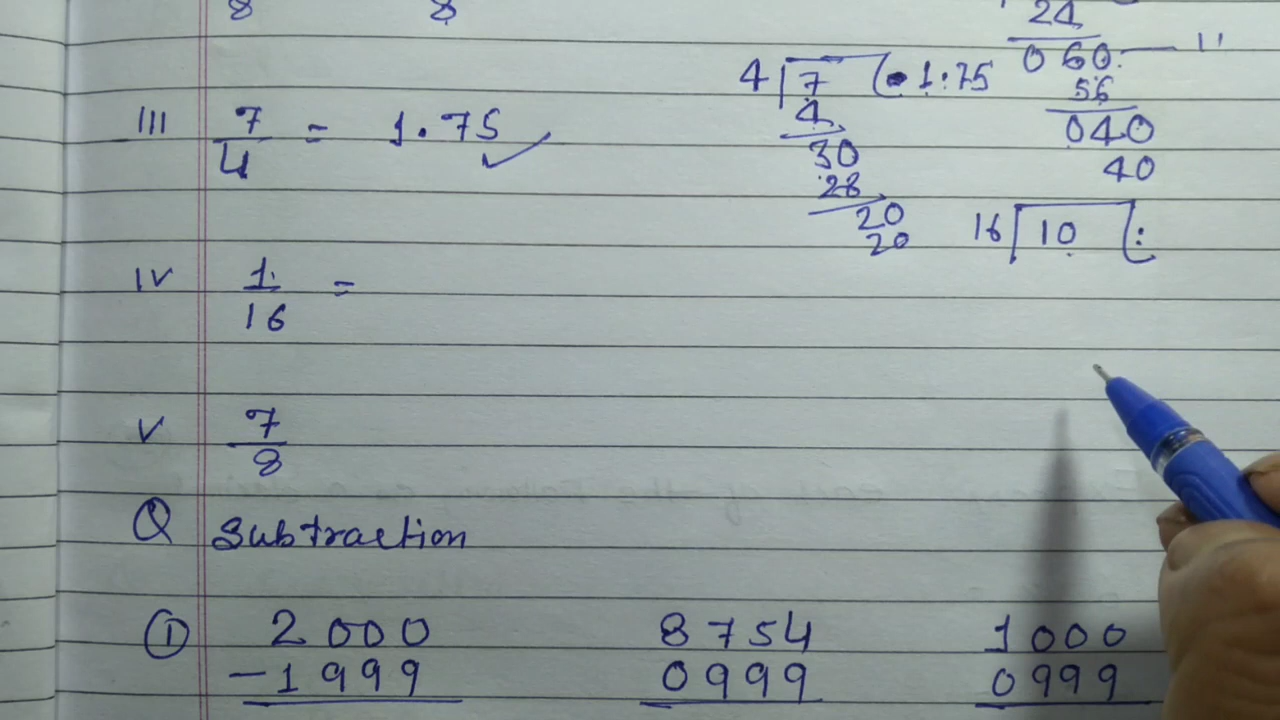 8 8
III 7/4 = 1.75
4 7 1.75
4
30
28
20
20
24
060
56
040
40
16 10 .
IV 1/16 =
V 7/8
Q Subtraction
① 2000 8754 1000
-1999 0999 0999